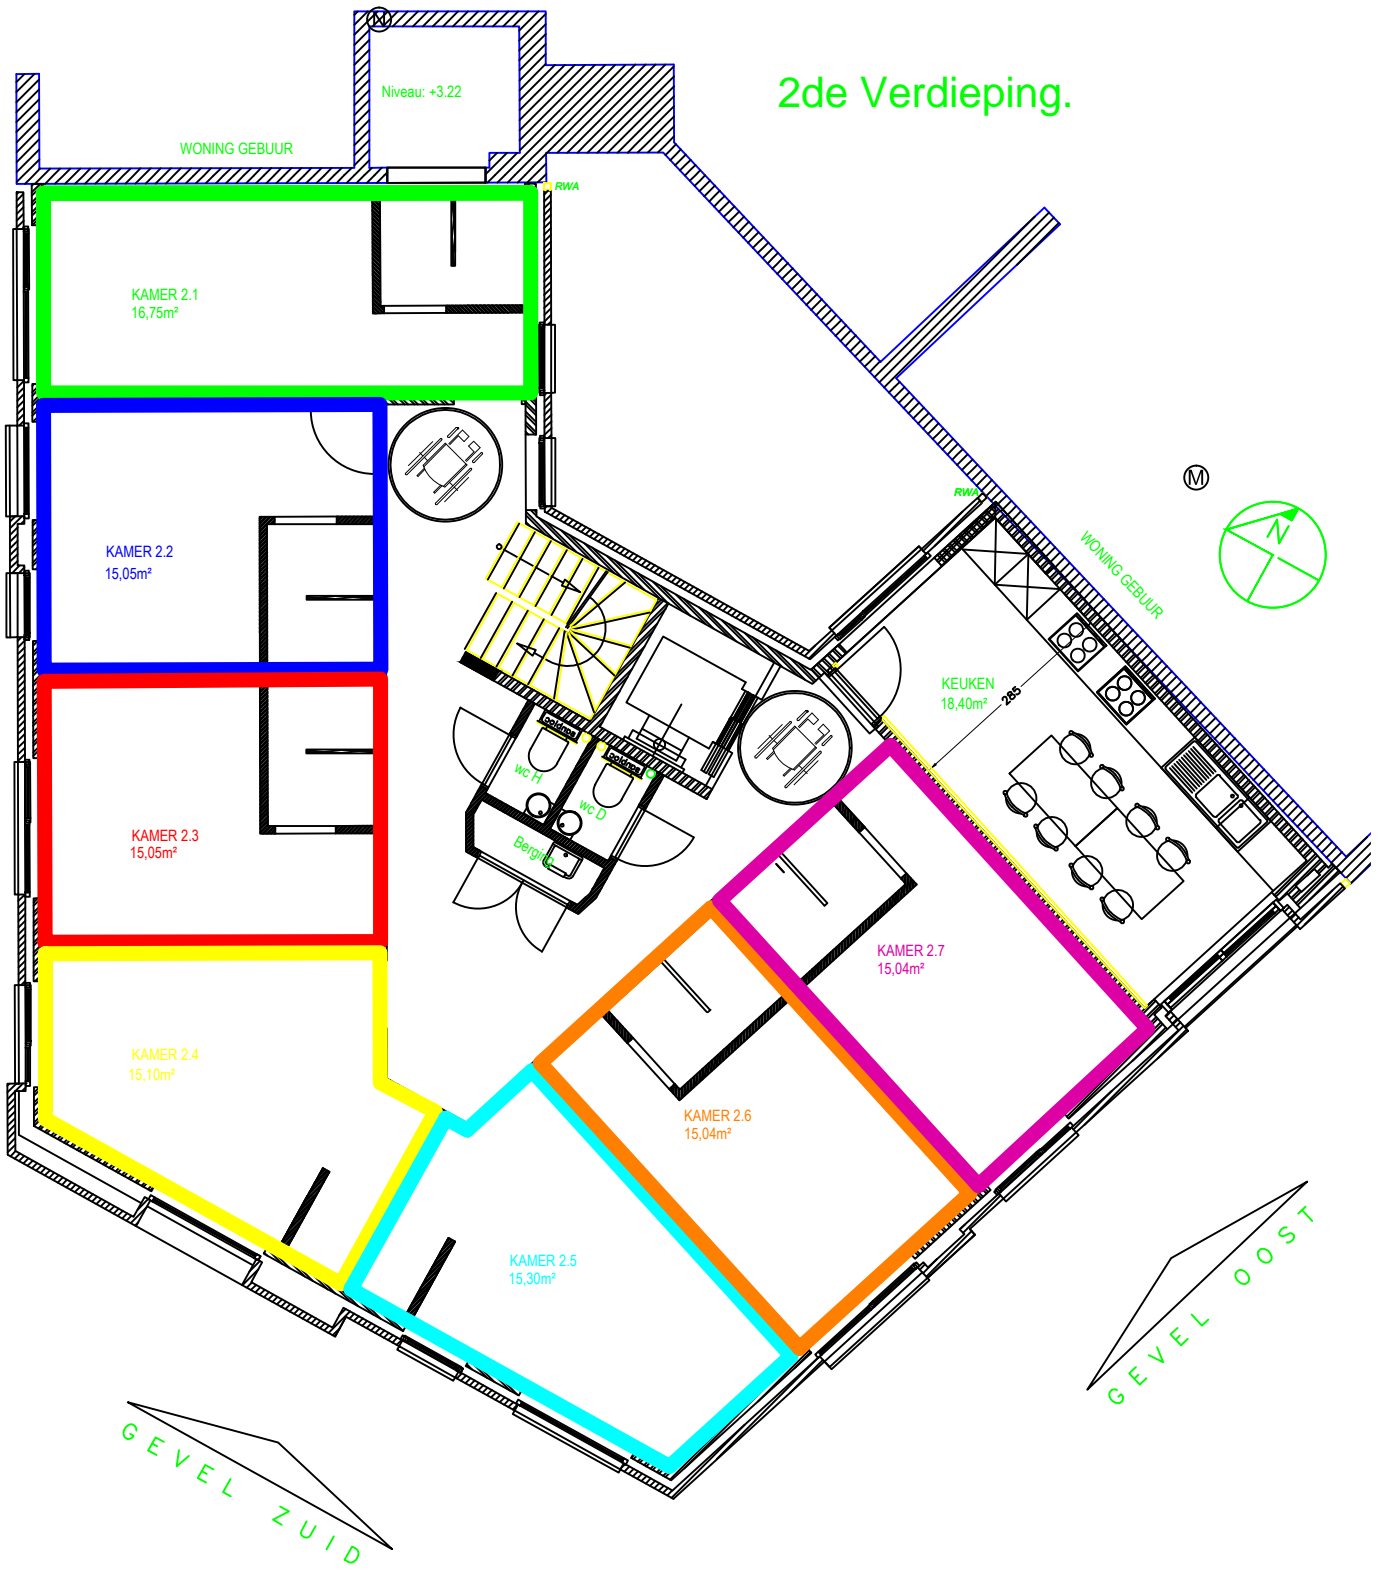 M
Niveau: +3.22
2de Verdieping.
WONING GEBUUR
RWA
KAMER 2.1
16,75m²
RWA
M
N
WONING GEBUUR
KAMER 2.2
15,05m²
KEUKEN
18,40m²
285
wc H
wc D
Berging
KAMER 2.3
15,05m²
KAMER 2.7
15,04m²
KAMER 2.4
15,10m²
KAMER 2.6
15,04m²
KAMER 2.5
15,30m²
GEVEL OOST
GEVEL ZUID